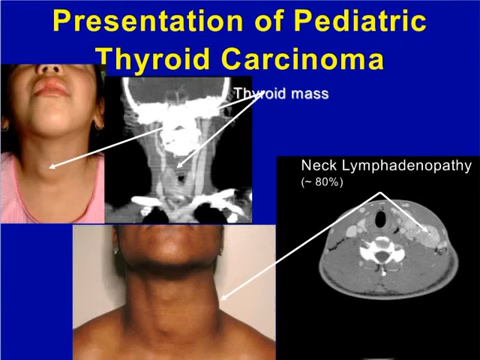 Presentation of Pediatric
Thyroid Carcinoma
Thyroid mass
Neck Lymphadenopathy
(~ 80%)